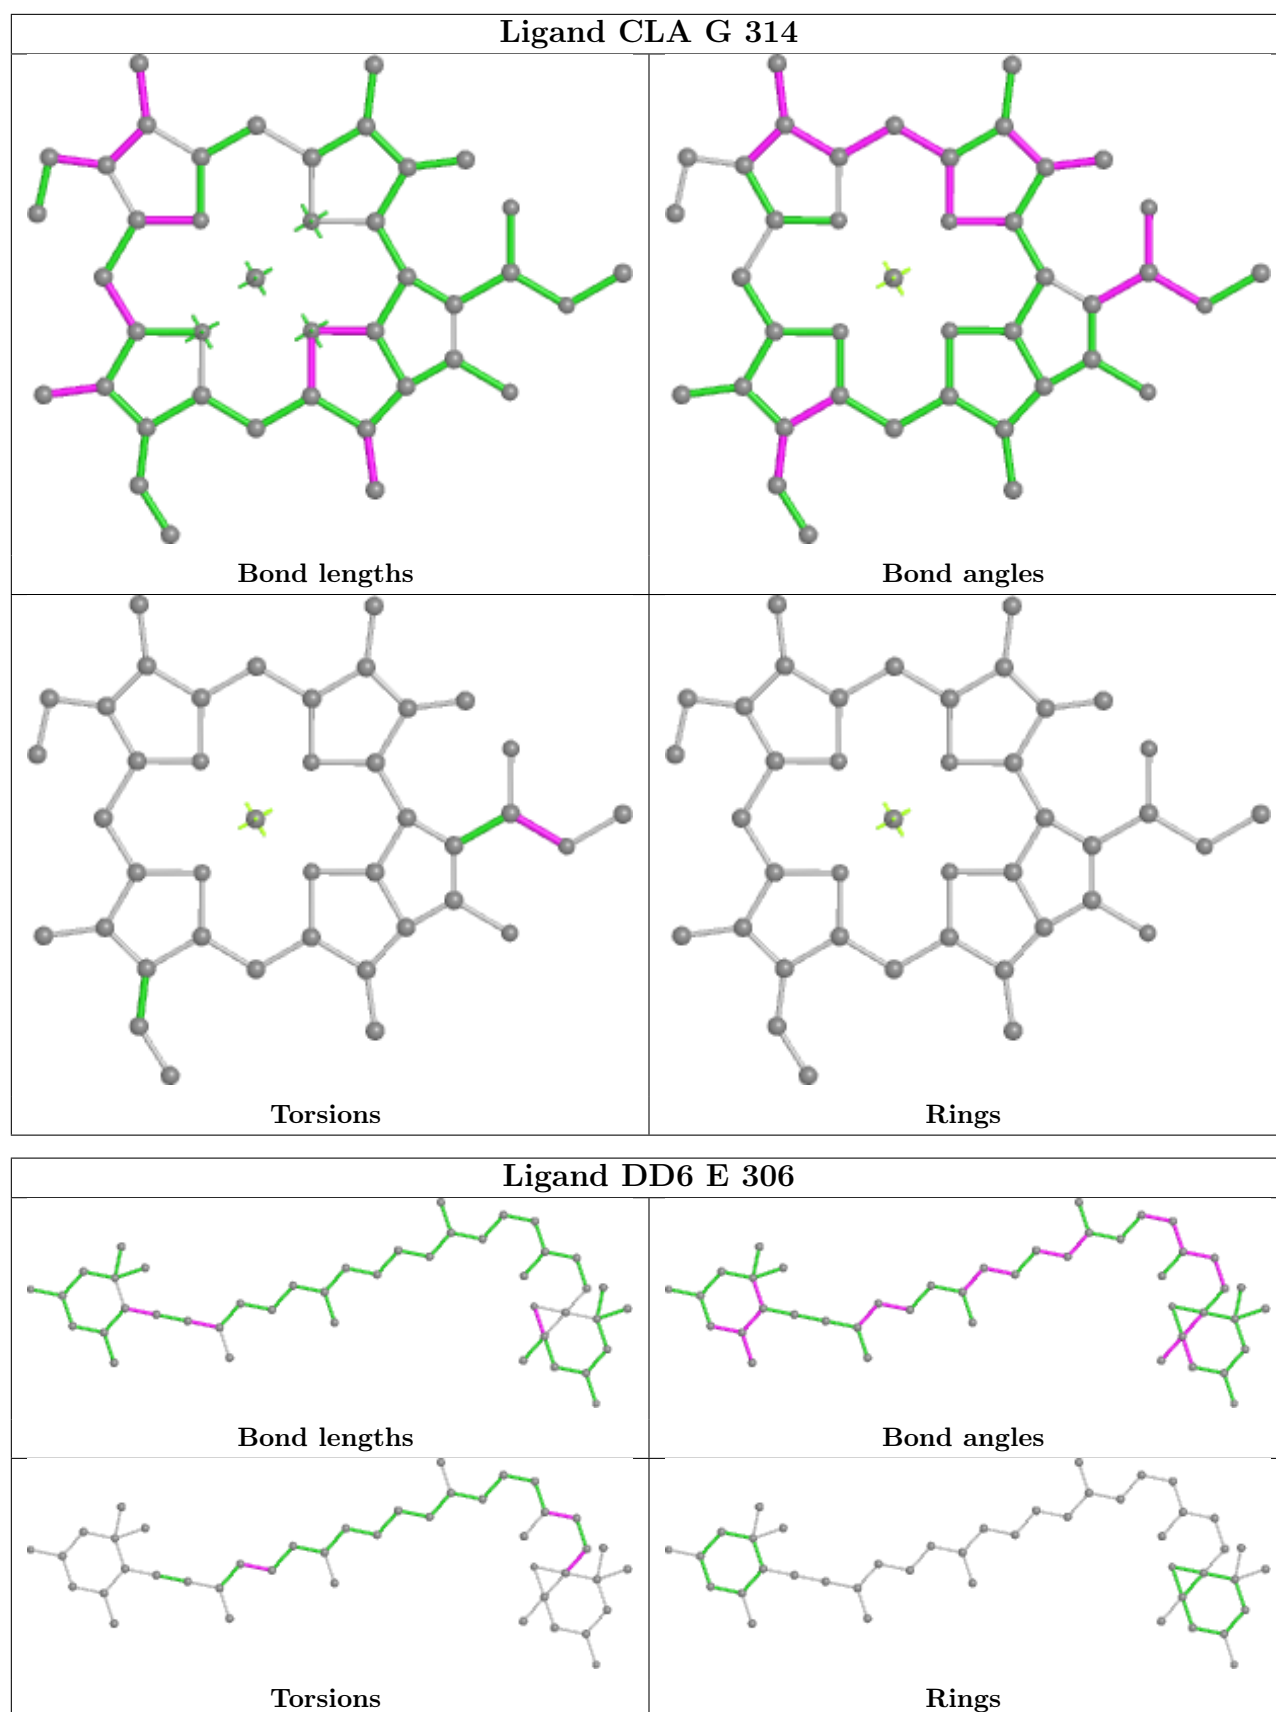 Ligand CLA G 314
Bond lengths
Bond angles
Torsions
Rings
Ligand DD6 E 306
Bond lengths
Bond angles
Torsions
Rings